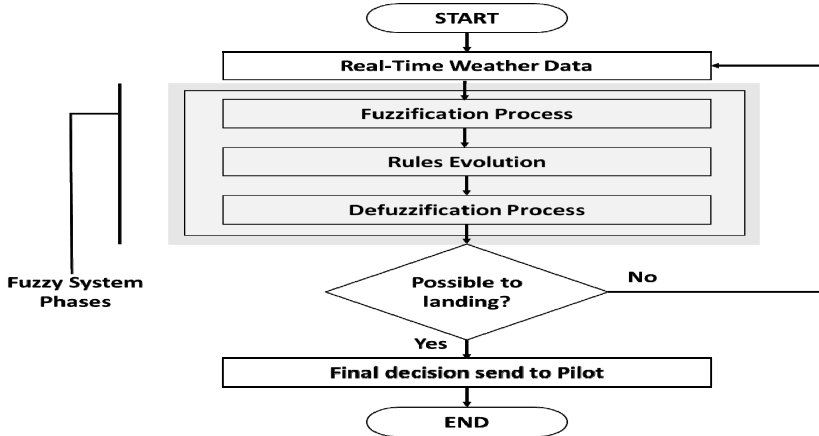 START
Real-Time Weather Data
Fuzzification Process
Rules Evolution
Defuzzification Process
Fuzzy System
Phases
Possible to
landing?
No
Yes
Final decision send to Pilot
END